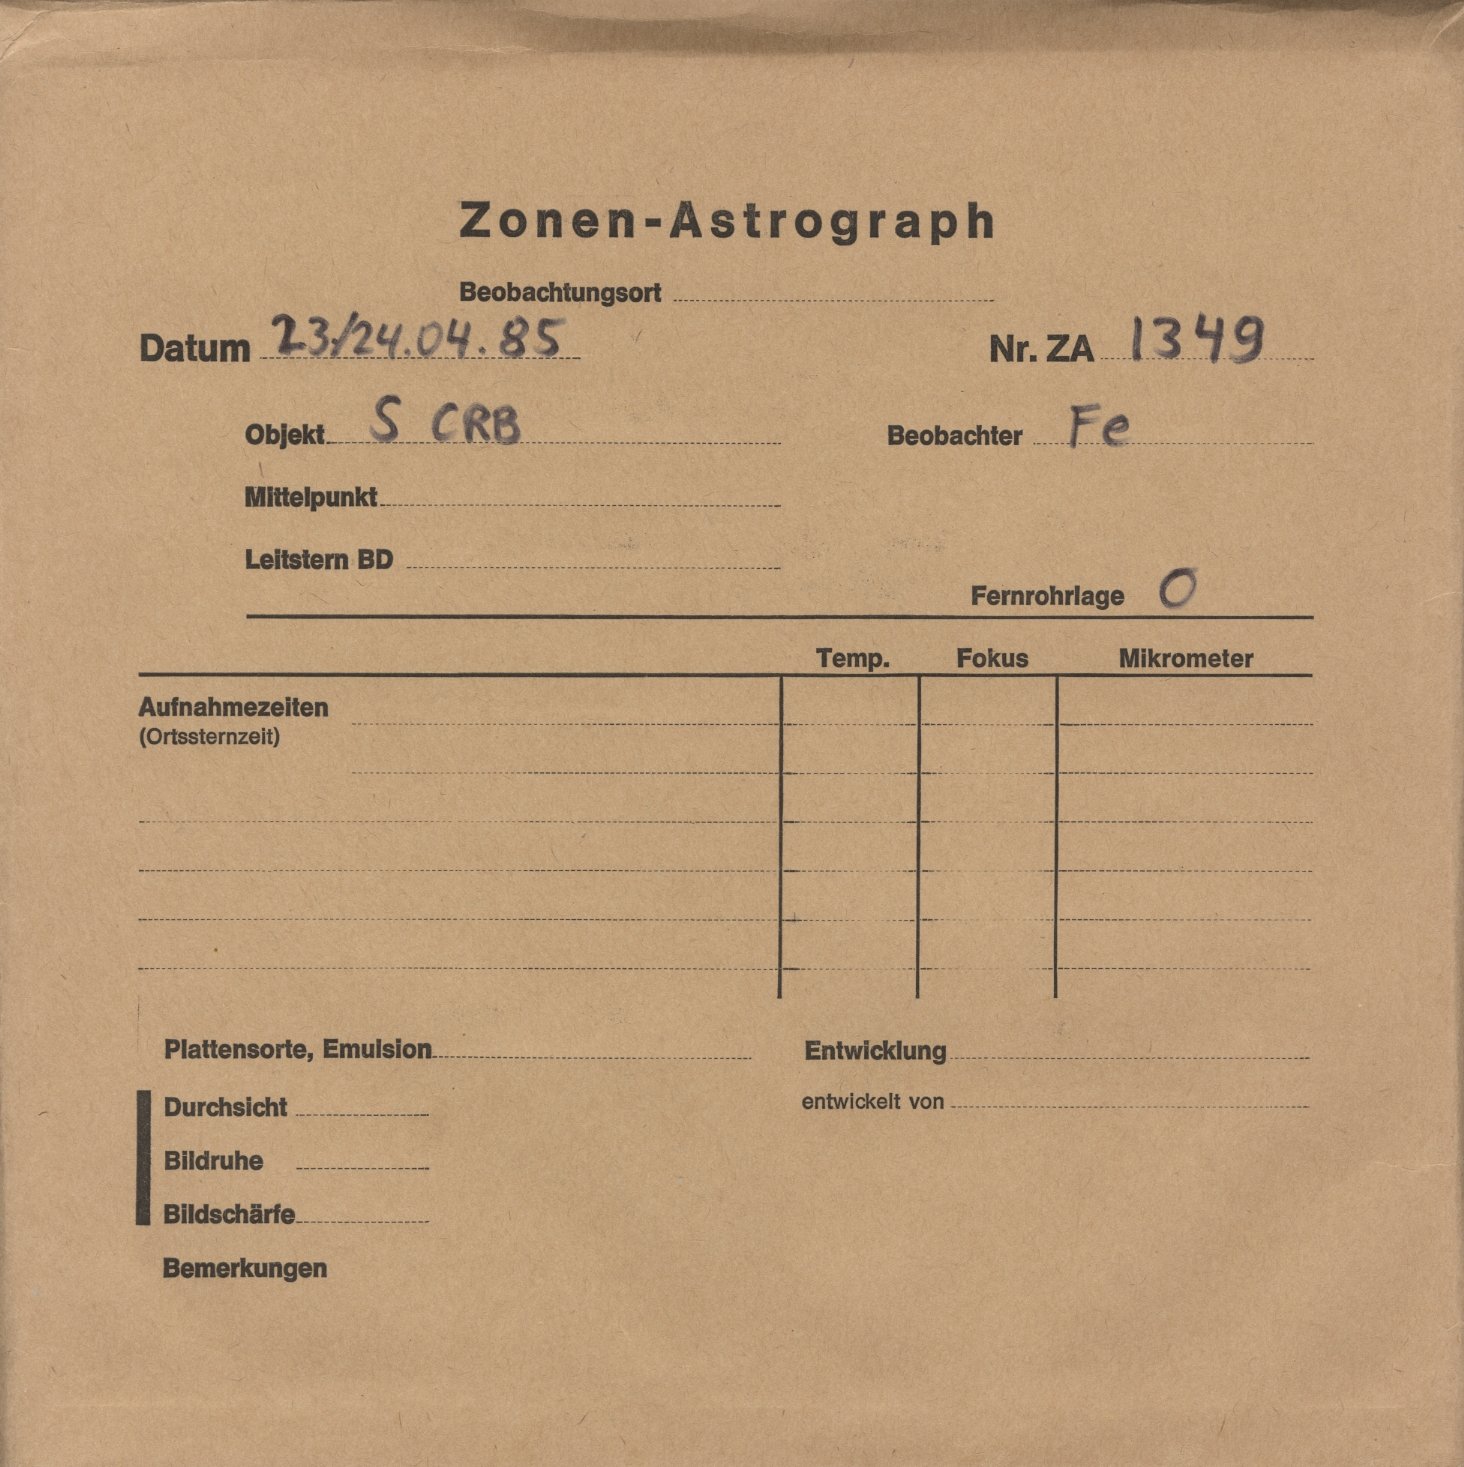 Zonen-Astrograph
Beobachtungsort
Datum 23/24.04.85 Nr. ZA 1349
Objekt S CRB Beobachter Fe
Mittelpunkt
Leitstern BD
Fernrohrlage O
Temp. Fokus Mikrometer
Aufnahmezeiten
(Ortssternzeit)
Plattensorte, Emulsion Entwicklung
Durchsicht entwickelt von
Bildruhe
Bildschärfe
Bemerkungen